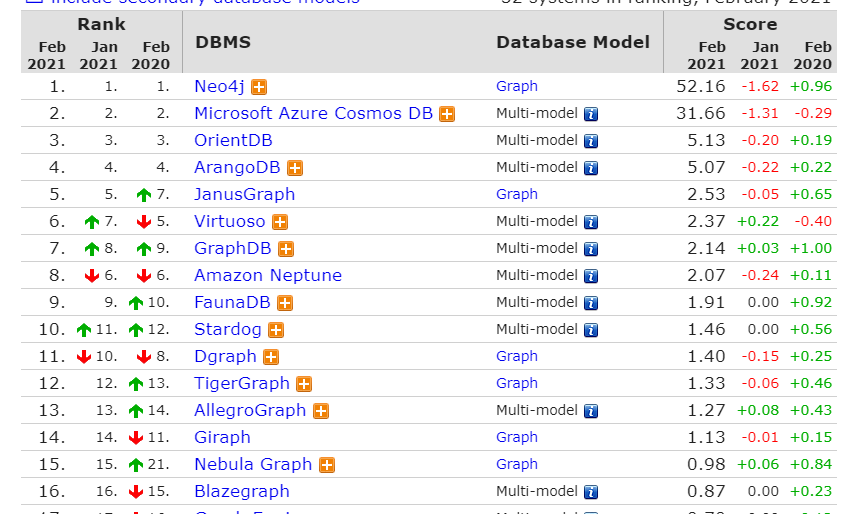 include secondary database models 32 systems in ranking, February 2021
Rank Score
DBMS Database Model
Feb Jan Feb Feb Jan Feb
2021 2021 2020 2021 2021 2020
1. 1. 1. Neo4j Graph 52.16 -1.62 +0.96
2. 2. 2. Microsoft Azure Cosmos DB Multi-model i 31.66 -1.31 -0.29
3. 3. 3. OrientDB Multi-model i 5.13 -0.20 +0.19
4. 4. 4. ArangoDB Multi-model i 5.07 -0.22 +0.22
5. 5. 7. JanusGraph Graph 2.53 -0.05 +0.65
6. 7. 5. Virtuoso Multi-model i 2.37 +0.22 -0.40
7. 8. 9. GraphDB Multi-model i 2.14 +0.03 +1.00
8. 6. 6. Amazon Neptune Multi-model i 2.07 -0.24 +0.11
9. 9. 10. FaunaDB Multi-model i 1.91 0.00 +0.92
10. 11. 12. Stardog Multi-model i 1.46 0.00 +0.56
11. 10. 8. Dgraph Graph 1.40 -0.15 +0.25
12. 12. 13. TigerGraph Graph 1.33 -0.06 +0.46
13. 13. 14. AllegroGraph Multi-model i 1.27 +0.08 +0.43
14. 14. 11. Giraph Graph 1.13 -0.01 +0.15
15. 15. 21. Nebula Graph Graph 0.98 +0.06 +0.84
16. 16. 15. Blazegraph Multi-model i 0.87 0.00 +0.23